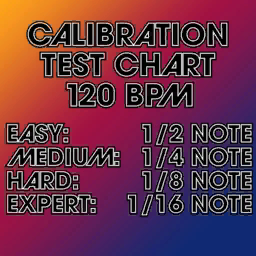 CALIBRATION
TEST CHART
120 BPM
EASY: 1/2 NOTE
MEDIUM: 1/4 NOTE
HARD: 1/8 NOTE
EXPERT: 1/16 NOTE